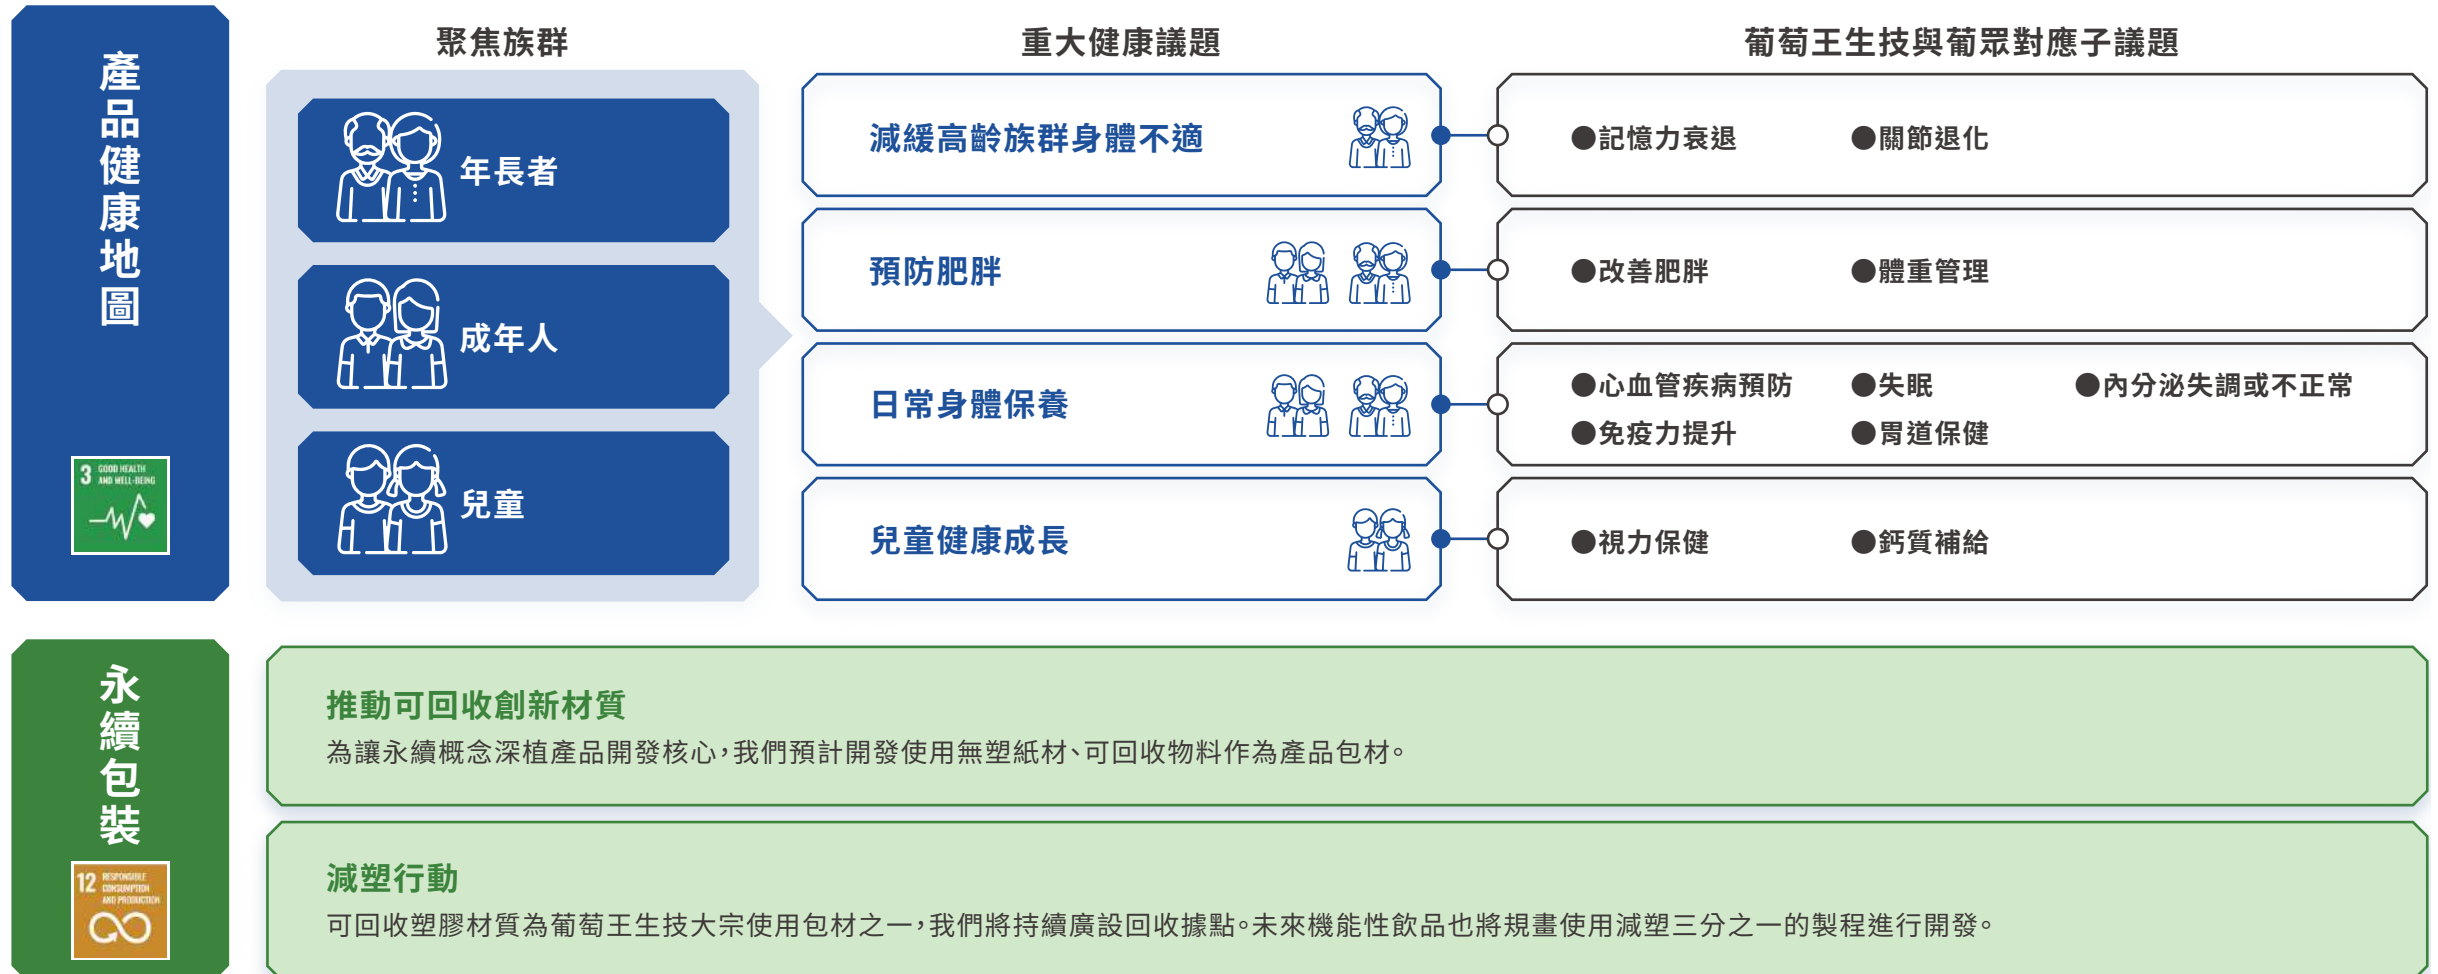 產品健康地圖
3 GOOD HEALTH
AND WELL-BEING
聚焦族群
年長者
成年人
兒童
重大健康議題
減緩高齡族群身體不適
預防肥胖
日常身體保養
兒童健康成長
葡萄王生技與葡眾對應子議題
●記憶力衰退 ●關節退化
●改善肥胖 ●體重管理
●心血管疾病預防 ●失眠 ●內分泌失調或不正常
●免疫力提升 ●胃道保健
●視力保健 ●鈣質補給
永續包裝
12 RESPONSIBLE
CONSUMPTION
AND PRODUCTION
推動可回收創新材質
為讓永續概念深植產品開發核心,我們預計開發使用無塑紙材、可回收物料作為產品包材。
減塑行動
可回收塑膠材質為葡萄王生技大宗使用包材之一,我們將持續廣設回收據點。未來機能性飲品也將規畫使用減塑三分之一的製程進行開發。